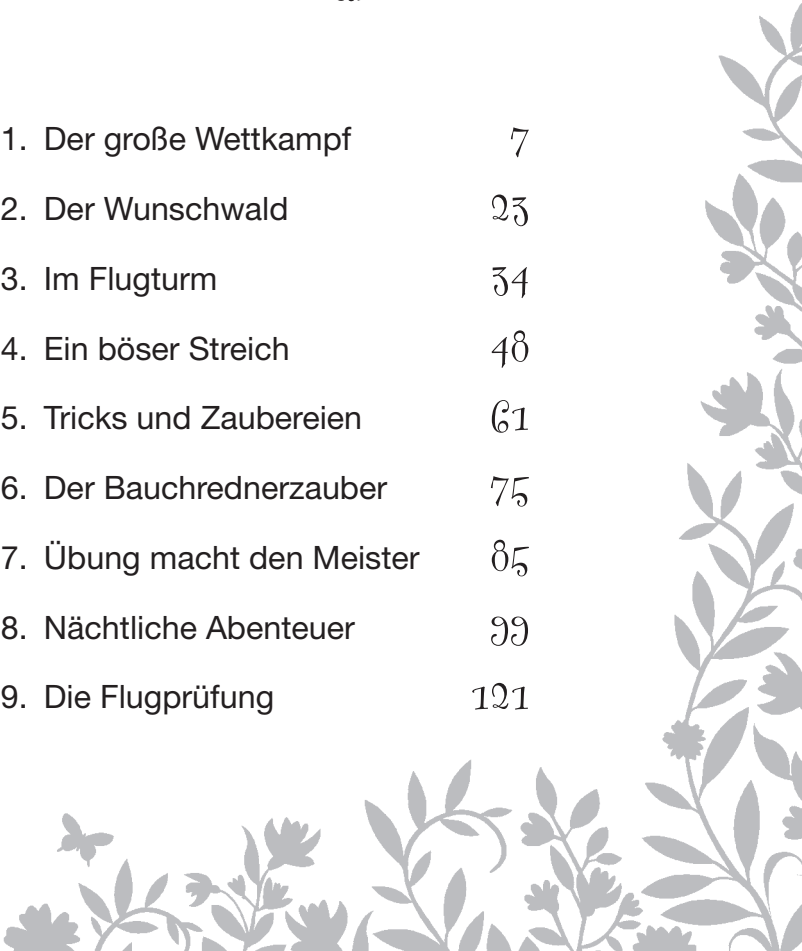 1. Der große Wettkampf 7
2. Der Wunschwald 23
3. Im Flugturm 34
4. Ein böser Streich 48
5. Tricks und Zaubereien 61
6. Der Bauchrednerzauber 75
7. Übung macht den Meister 85
8. Nächtliche Abenteuer 99
9. Die Flugprüfung 121